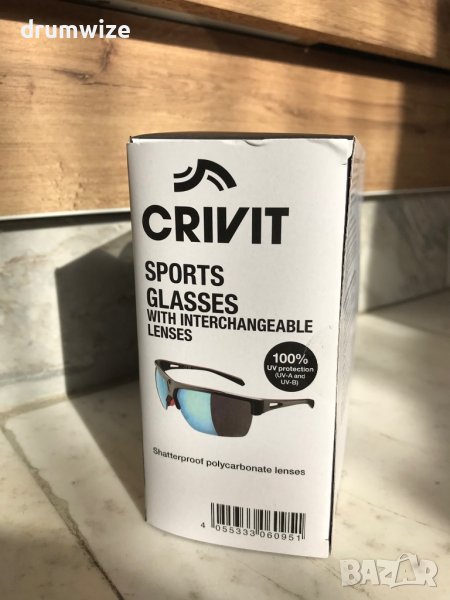 drumwize
CRIVIT
SPORTS
GLASSES
WITH INTERCHANGEABLE
LENSES
100%
UV protection
(UV-A and
UV-B)
Shatterproof polycarbonate lenses
4 055333 060951
BAZAR